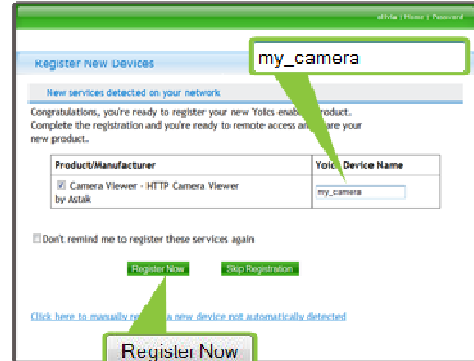 | Home | Password
my_camera
Register New Devices
New services detected on your network
Congratulations, you're ready to register your new Yoics-enabled product.
Complete the registration and you're ready to remote access and share your
new product.
Product/Manufacturer
Yoics Device Name
Camera Viewer - HTTP Camera Viewer
by Astak
my_camera
Don't remind me to register these services again
Register Now
Skip Registration
Click here to manually a new device not automatically detected
Register Now